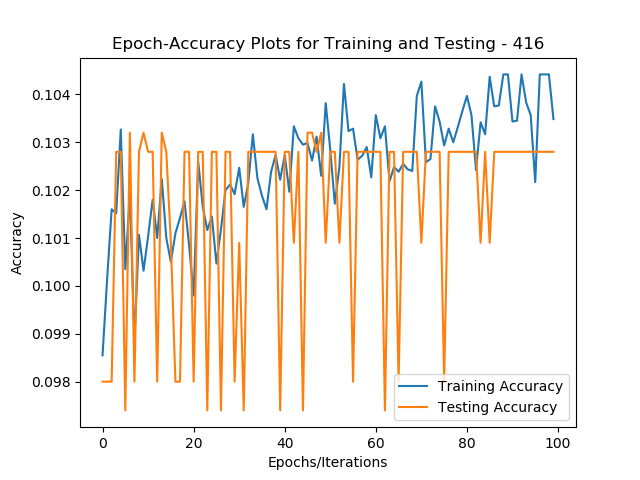 Epoch-Accuracy Plots for Training and Testing - 416
0.104
0.103
0.102
0.101
0.100
0.099
0.098
Accuracy
0 20 40 60 80 100
Epochs/Iterations
Training Accuracy
Testing Accuracy